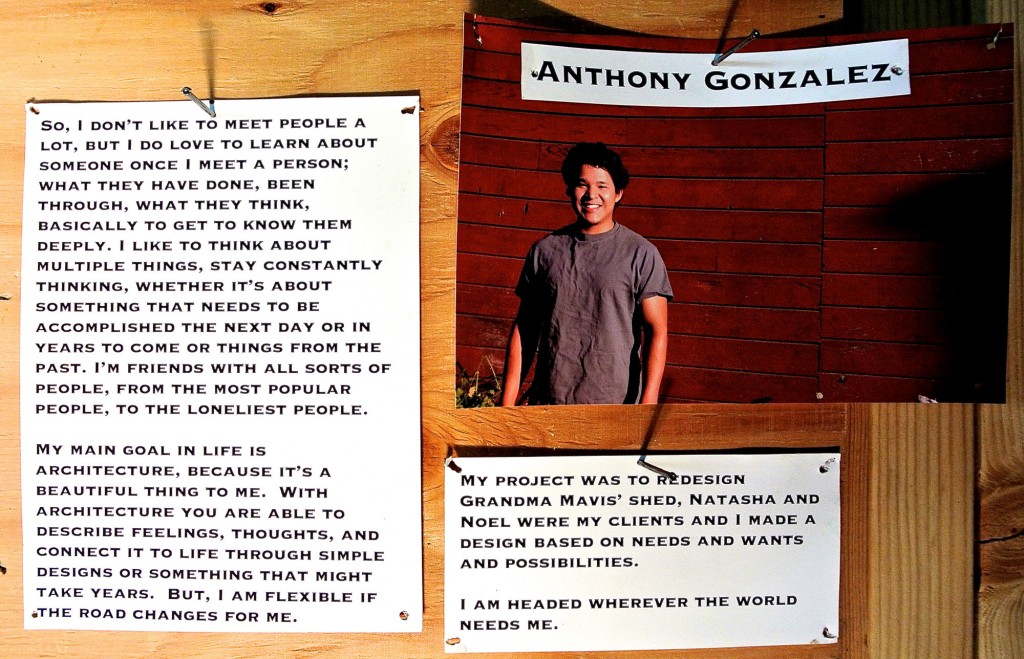 So, I don't like to meet people a
lot, but I do love to learn about
someone once I meet a person;
what they have done, been
through, what they think,
basically to get to know them
deeply. I like to think about
multiple things, stay constantly
thinking, whether it's about
something that needs to be
accomplished the next day or in
years to come or things from the
past. I'm friends with all sorts of
people, from the most popular
people, to the loneliest people.
My main goal in life is
architecture, because it's a
beautiful thing to me. With
architecture you are able to
describe feelings, thoughts, and
connect it to life through simple
designs or something that might
take years. But, I am flexible if
the road changes for me.
Anthony Gonzalez
My project was to redesign
Grandma Mavis' shed, Natasha and
Noel were my clients and I made a
design based on needs and wants
and possibilities.
I am headed wherever the world
needs me.